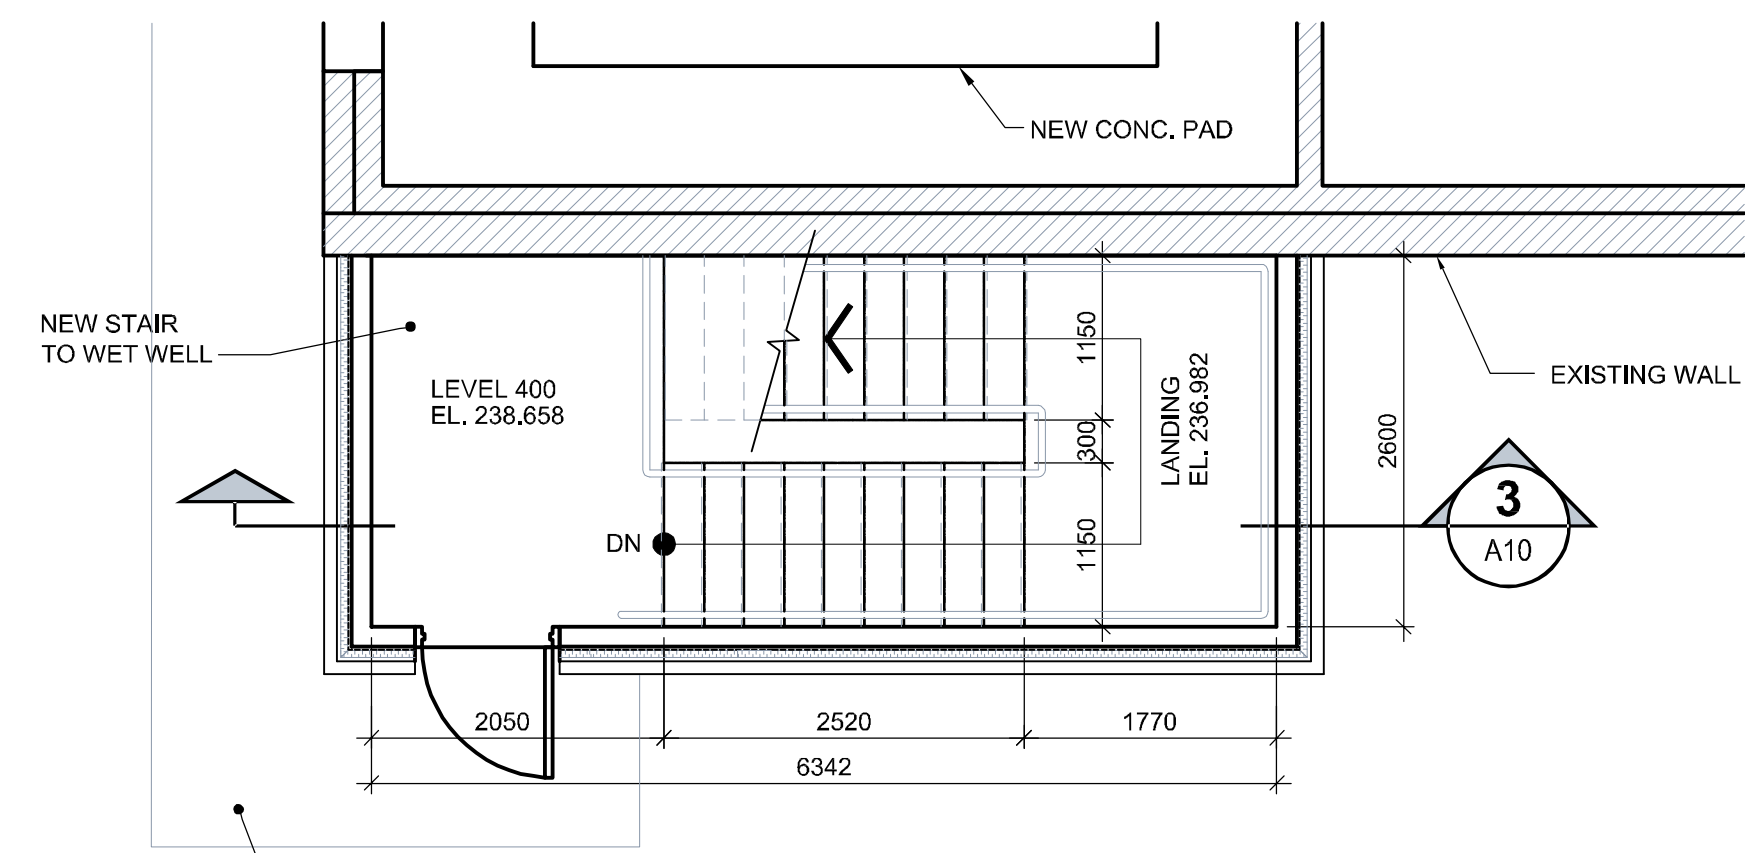 NEW CONC. PAD
NEW STAIR
TO WET WELL
LEVEL 400
EL. 238.658
1150
300
1150
LANDING
EL. 236.982
2600
EXISTING WALL
3
A10
DN
2050
2520
1770
6342